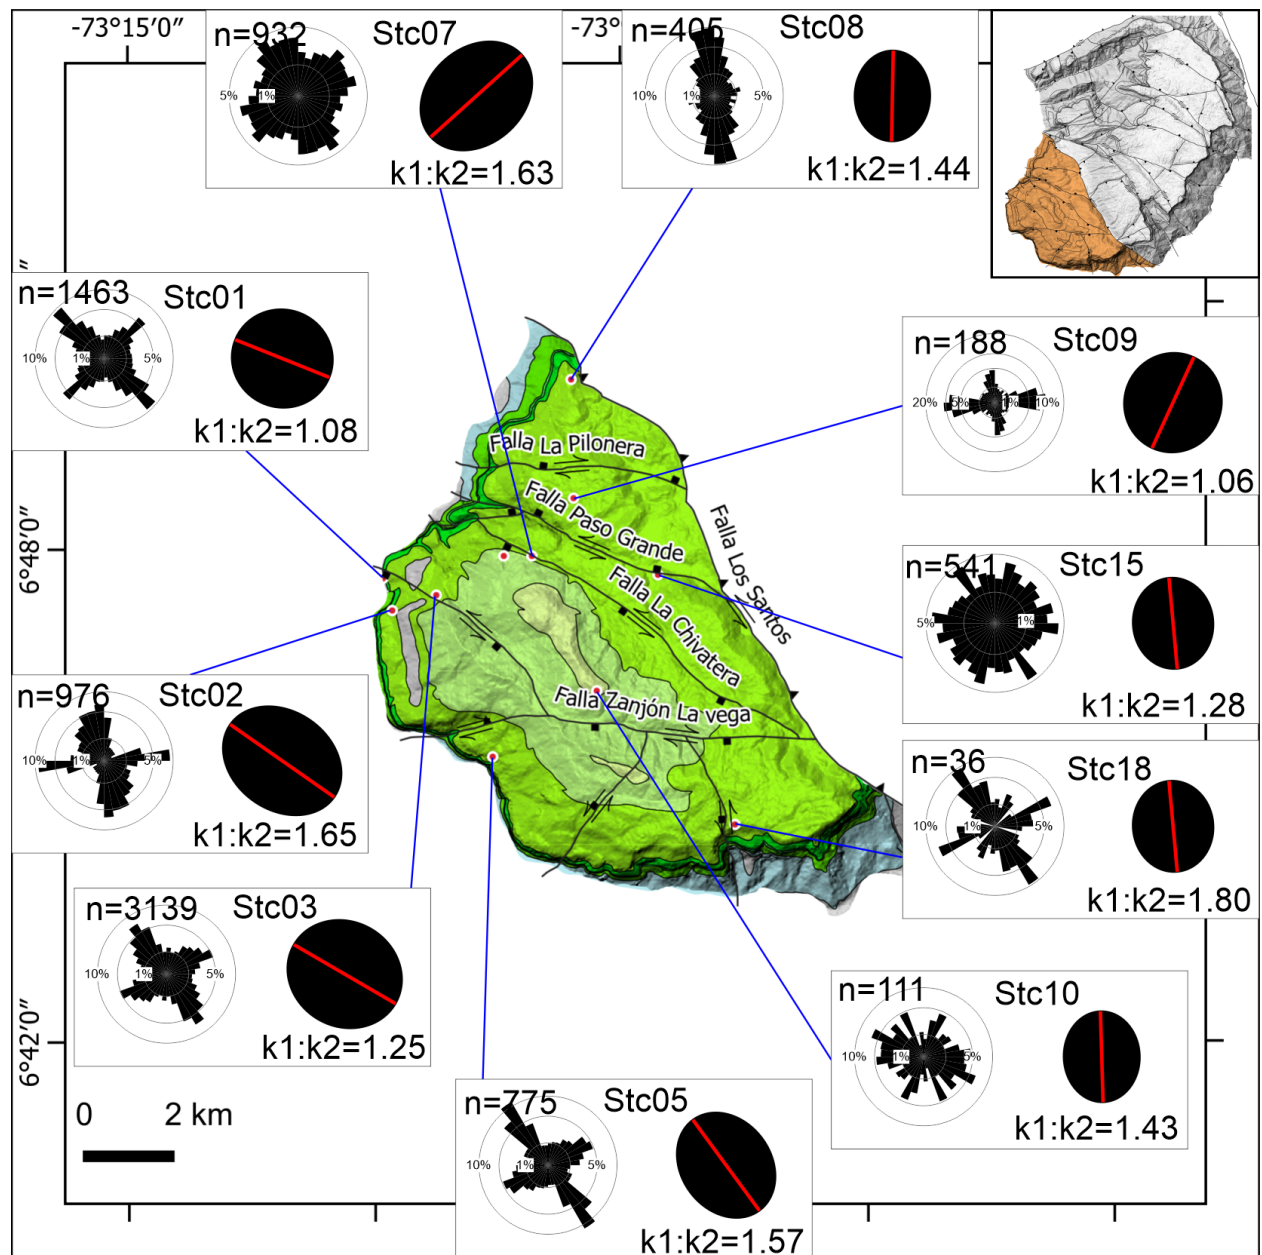 -73°15′0″
-73°
n=932
Stc07
5%
1%
k1:k2=1.63
n=405
Stc08
10%
1%
5%
k1:k2=1.44
n=1463
Stc01
10%
1%
5%
k1:k2=1.08
n=188
Stc09
20%
5%
1%
10%
k1:k2=1.06
Falla La Pilonera
Falla Paso Grande
Falla Los Santos
Falla La Chivatera
Falla Zanjón La vega
6°48′0″
n=541
Stc15
5%
1%
k1:k2=1.28
n=976
Stc02
10%
1%
5%
k1:k2=1.65
n=36
Stc18
10%
1%
5%
k1:k2=1.80
n=3139
Stc03
10%
1%
5%
k1:k2=1.25
n=111
Stc10
10%
1%
5%
k1:k2=1.43
6°42′0″
n=775
Stc05
10%
1%
5%
k1:k2=1.57
0 2 km